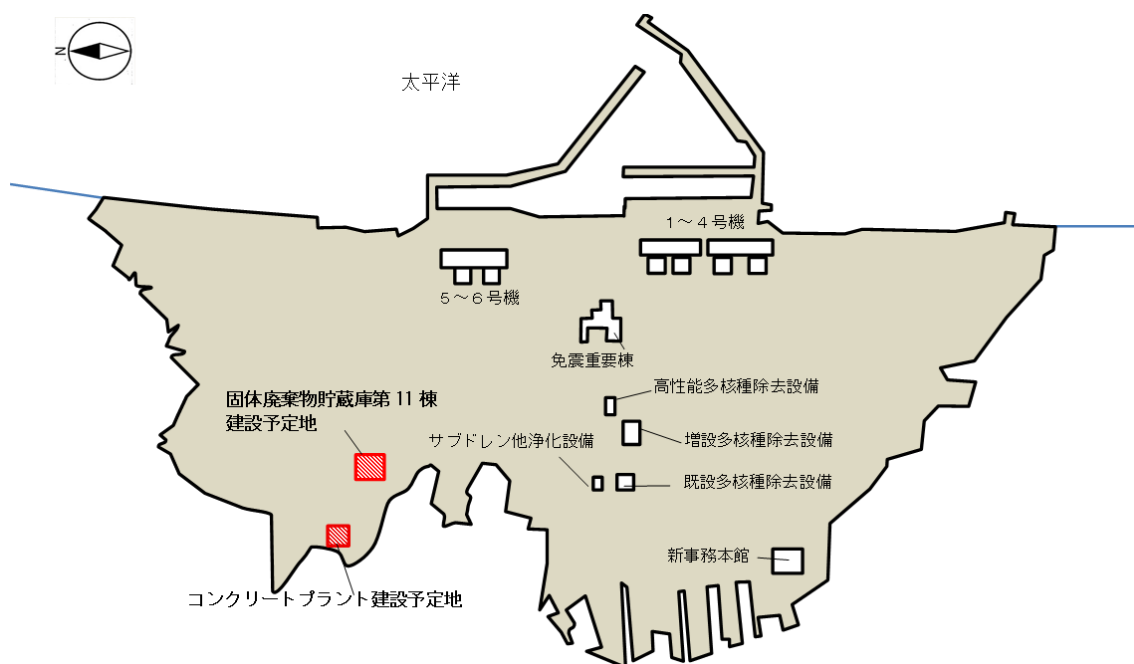 N
太平洋
1～4号機
5～6号機
免震重要棟
高性能多核種除去設備
固体廃棄物貯蔵庫第 11 棟
建設予定地
増設多核種除去設備
サブドレン他浄化設備
既設多核種除去設備
新事務本館
コンクリートプラント建設予定地